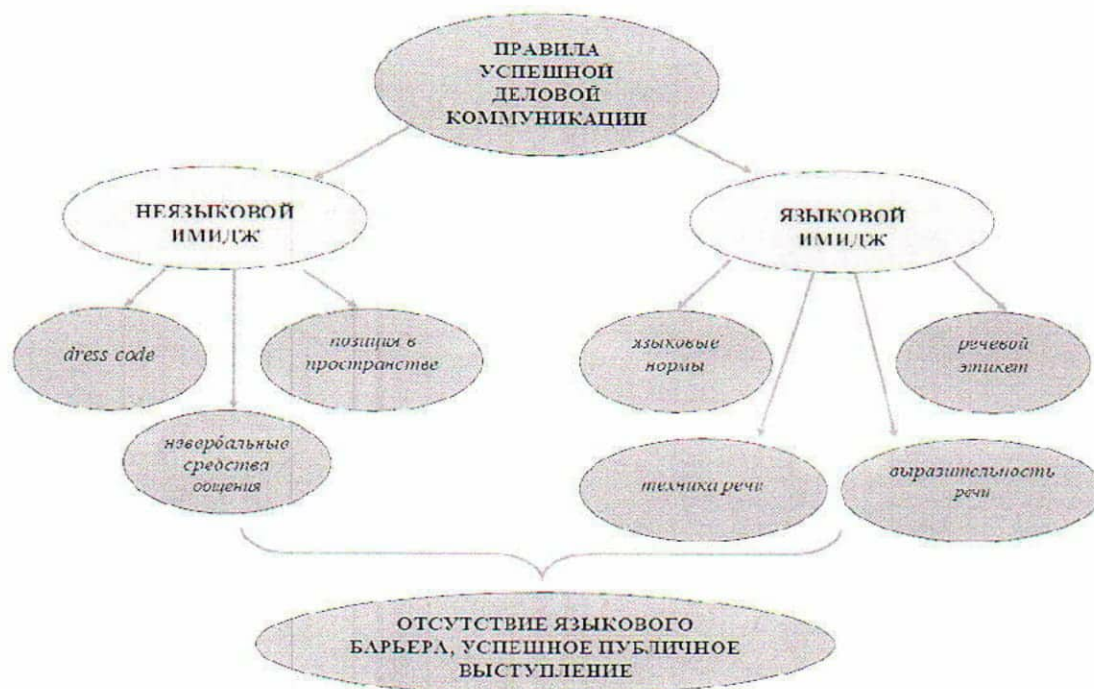 ПРАВИЛА
УСПЕШНОЙ
ДЕЛОВОЙ
КОММУНИКАЦИИ
НЕЯЗЫКОВОЙ
ИМИДЖ
ЯЗЫКОВОЙ
ИМИДЖ
dress code
позиция в
пространстве
языковые
нормы
речевой
этикет
невербальные
средства
общения
техника речи
выразительность
речи
ОТСУТСТВИЕ ЯЗЫКОВОГО
БАРЬЕРА, УСПЕШНОЕ ПУБЛИЧНОЕ
ВЫСТУПЛЕНИЕ